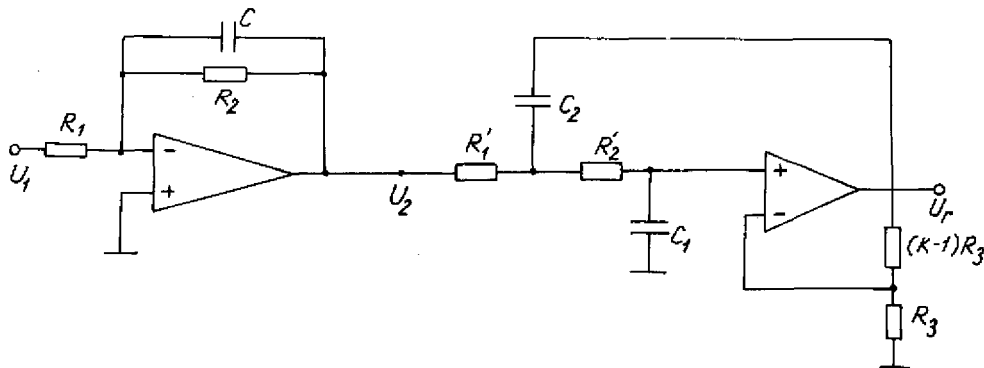 C
R₂
R₁
-
+
U₁
U₂
R₁'
C₂
R₂'
C₁
+
-
Uᵣ
(K-1)R₃
R₃